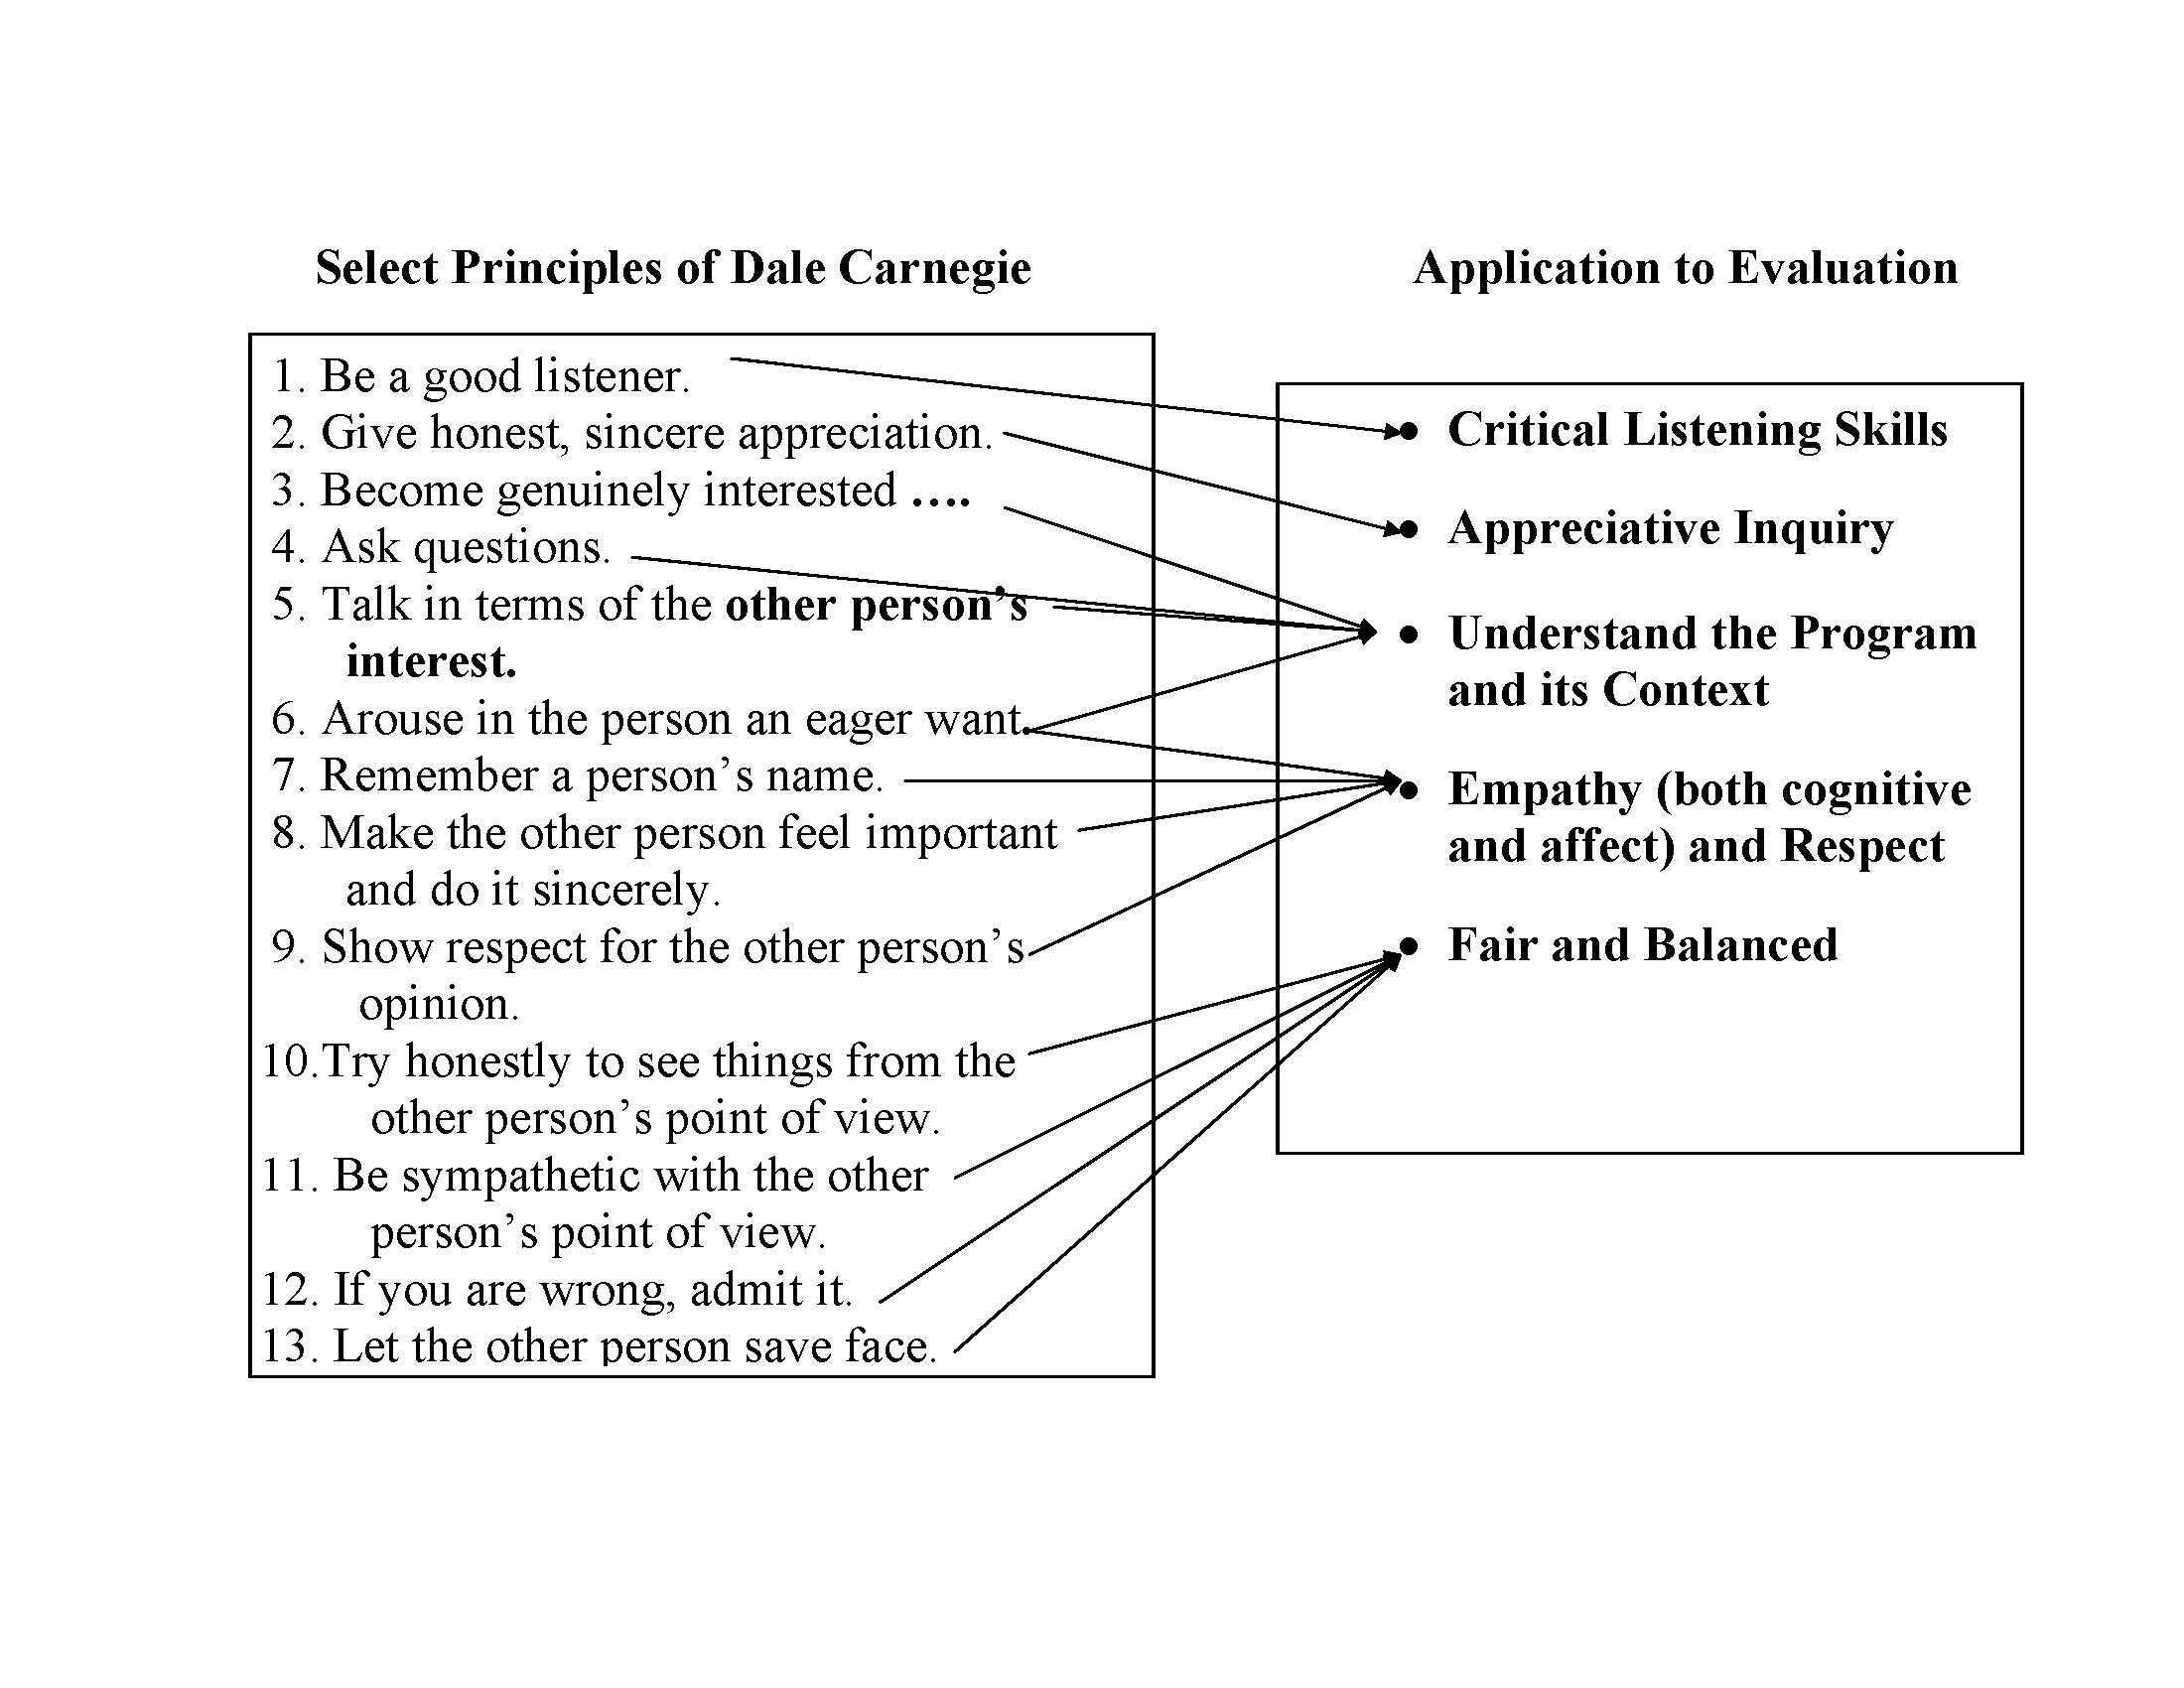 Select Principles of Dale Carnegie
1. Be a good listener.
2. Give honest, sincere appreciation.
3. Become genuinely interested ....
4. Ask questions.
5. Talk in terms of the other person’s
interest.
6. Arouse in the person an eager want.
7. Remember a person’s name.
8. Make the other person feel important
and do it sincerely.
9. Show respect for the other person’s
opinion.
10.Try honestly to see things from the
other person’s point of view.
11. Be sympathetic with the other
person’s point of view.
12. If you are wrong, admit it.
13. Let the other person save face.
Application to Evaluation
• Critical Listening Skills
• Appreciative Inquiry
• Understand the Program
and its Context
• Empathy (both cognitive
and affect) and Respect
• Fair and Balanced